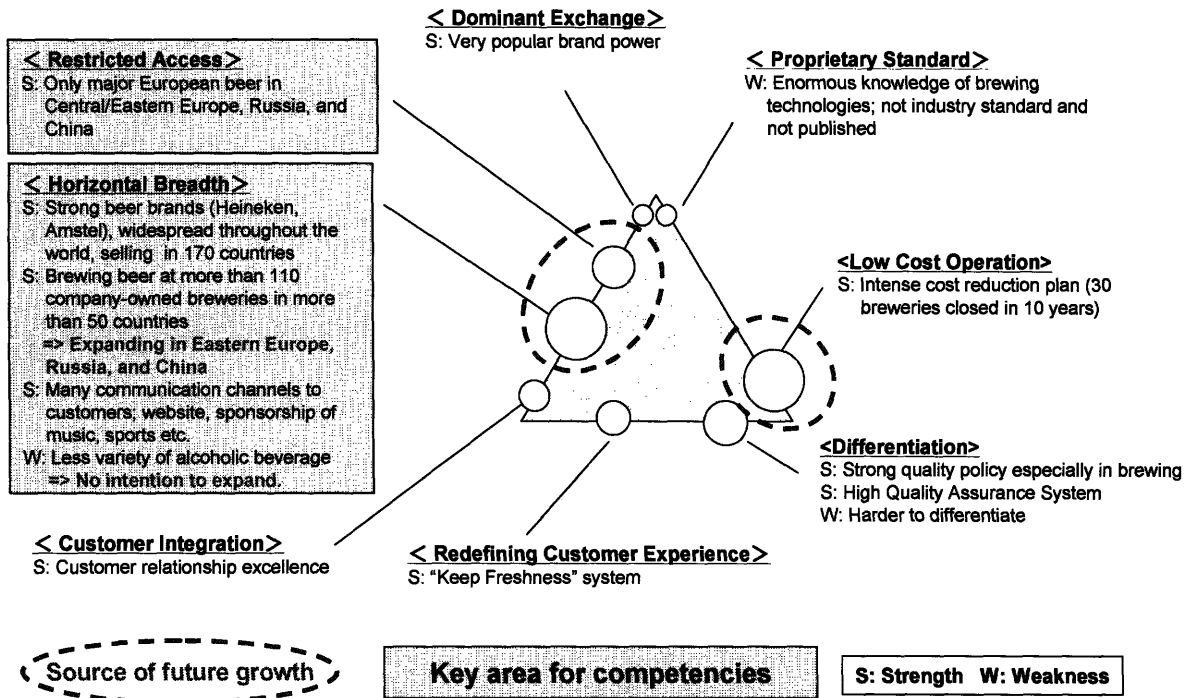 < Dominant Exchange>
S: Very popular brand power
< Restricted Access>
S: Only major European beer in
Central/Eastern Europe, Russia, and
China
< Proprietary Standard>
W: Enormous knowledge of brewing
technologies; not industry standard and
not published
< Horizontal Breadth>
S: Strong beer brands (Heineken,
Amstel), widespread throughout the
world, selling in 170 countries
S: Brewing beer at more than 110
company-owned breweries in more
than 50 countries
=> Expanding in Eastern Europe,
Russia, and China
S: Many communication channels to
customers; website, sponsorship of
music, sports etc.
W: Less variety of alcoholic beverage
=> No intention to expand.
<Low Cost Operation>
S: Intense cost reduction plan (30
breweries closed in 10 years)
<Differentiation>
S: Strong quality policy especially in brewing
S: High Quality Assurance System
W: Harder to differentiate
< Customer Integration>
S: Customer relationship excellence
< Redefining Customer Experience>
S: “Keep Freshness” system
Source of future growth
Key area for competencies
S: Strength W: Weakness